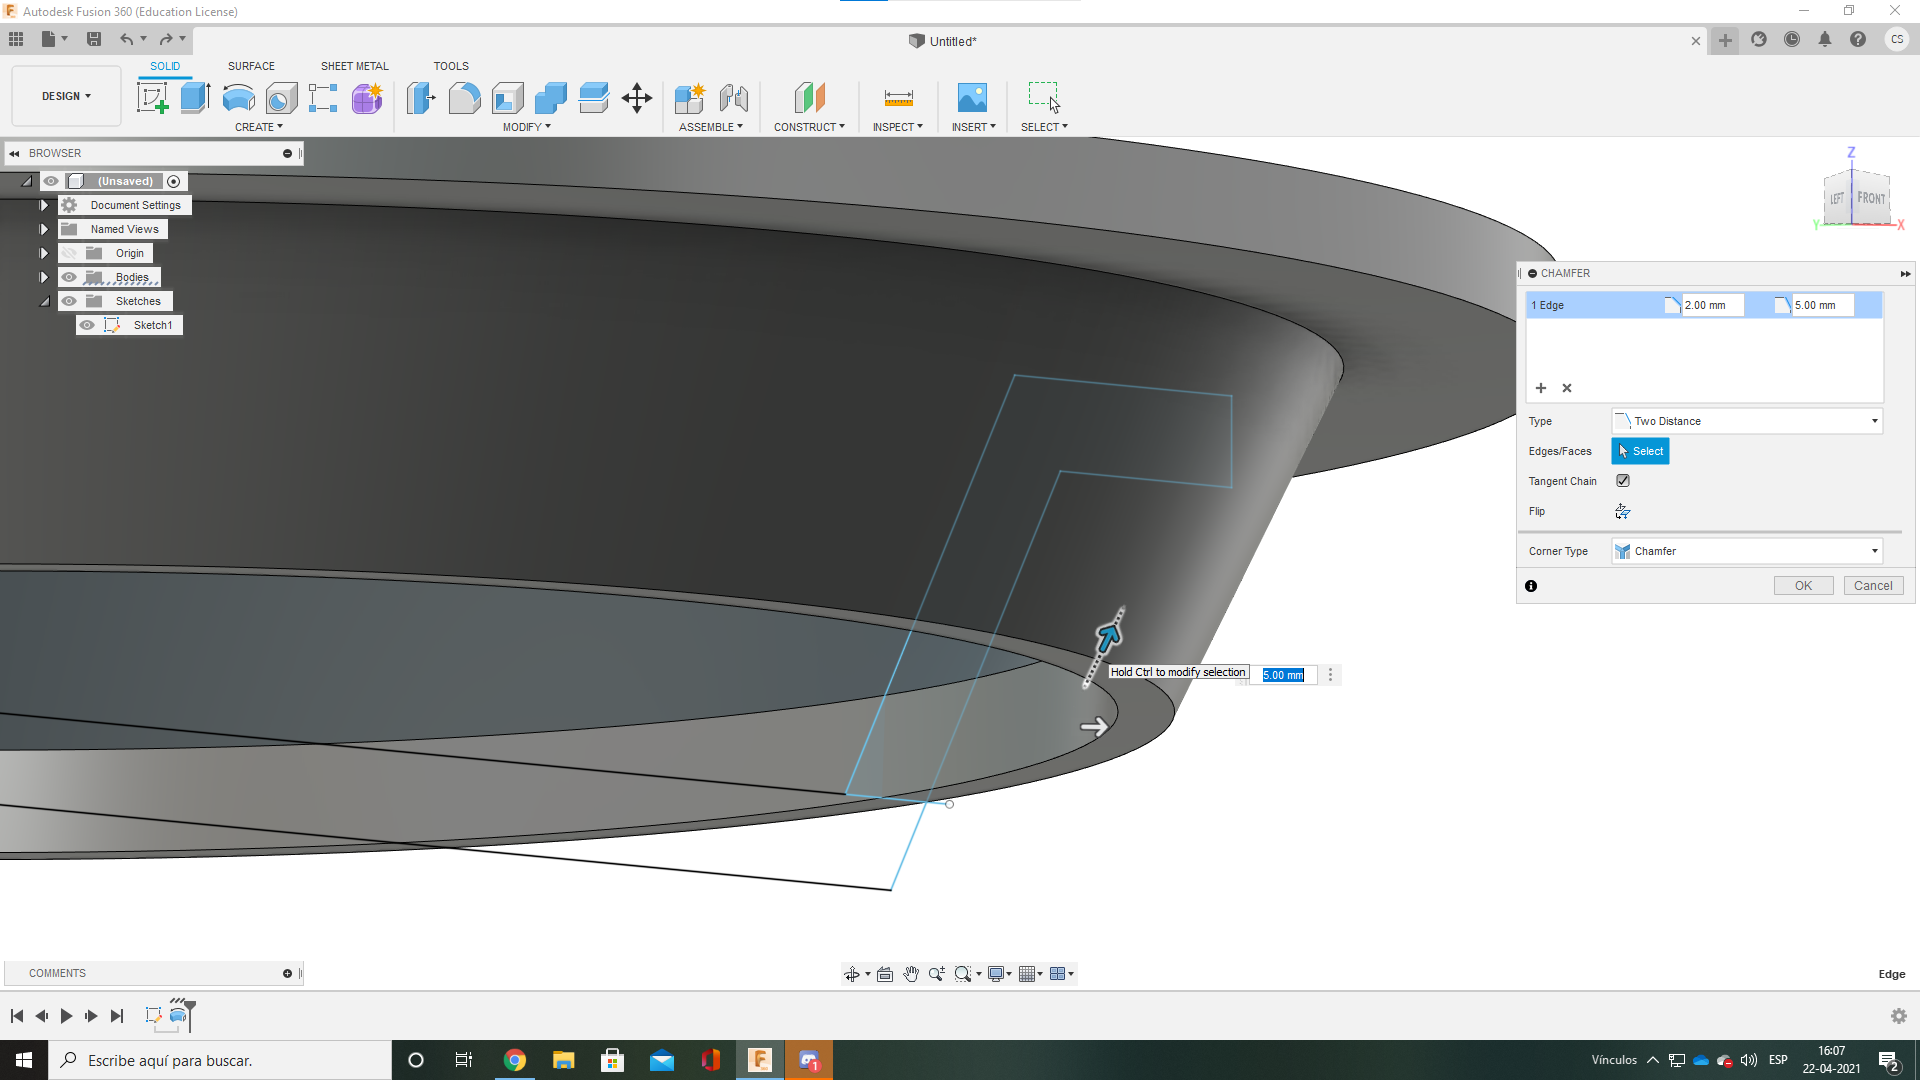 Autodesk Fusion 360 (Education License)
Untitled*
CS
DESIGN
SOLID
SURFACE
SHEET METAL
TOOLS
CREATE
MODIFY
ASSEMBLE
CONSTRUCT
INSPECT
INSERT
SELECT
BROWSER
(Unsaved)
Document Settings
Named Views
Origin
Bodies
Sketches
Sketch1
Z
LEFT
FRONT
Y
X
CHAMFER
1 Edge
2.00 mm
5.00 mm
Type
Two Distance
Edges/Faces
Select
Tangent Chain
Flip
Corner Type
Chamfer
OK
Cancel
Hold Ctrl to modify selection
5.00 mm
COMMENTS
Edge
Escribe aquí para buscar.
1
Vínculos
ESP
16:07
22-04-2021
2